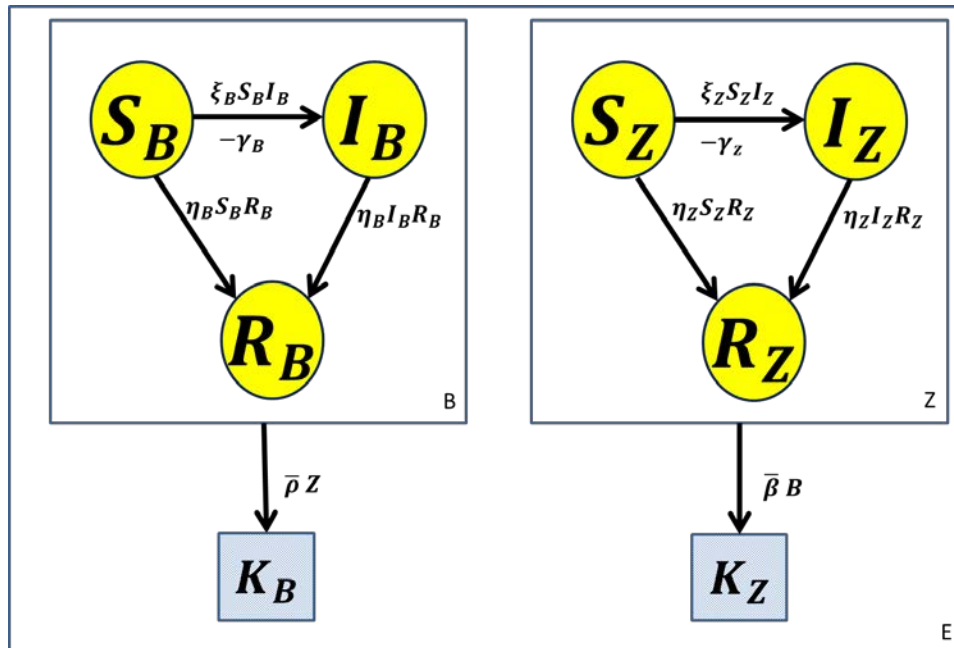 ξ_B S_B I_B
S_B
I_B
−γ_B
η_B S_B R_B
η_B I_B R_B
R_B
B
ξ_Z S_Z I_Z
S_Z
I_Z
−γ_z
η_Z S_Z R_Z
η_Z I_Z R_Z
R_Z
Z
ρ̅ Z
β̅ B
K_B
K_Z
E